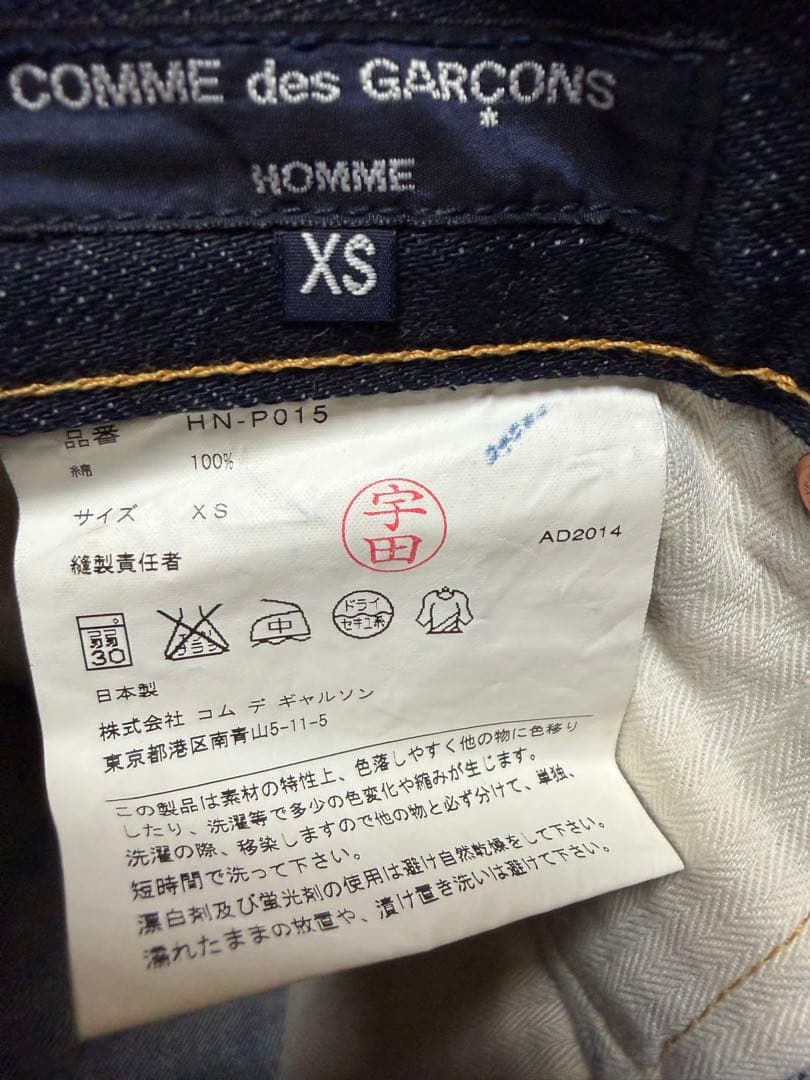 COMME des GARÇONS
*
HOMME
XS
品番 HN-P015
綿 100%
サイズ XS
縫製責任者
宇田
AD2014
弱 30
中
ドライ
セキユ系
日本製
株式会社 コム デ ギャルソン
東京都港区南青山5-11-5
この製品は素材の特性上、色落しやすく他の物に色移り
したり、洗濯等で多少の色変化や縮みが生じます。
洗濯の際、移染しますので他の物と必ず分けて、単独、
短時間で洗って下さい。
漂白剤及び蛍光剤の使用は避け自然乾燥をして下さい。
濡れたままの放置や、漬け置き洗いは避けて下さい。